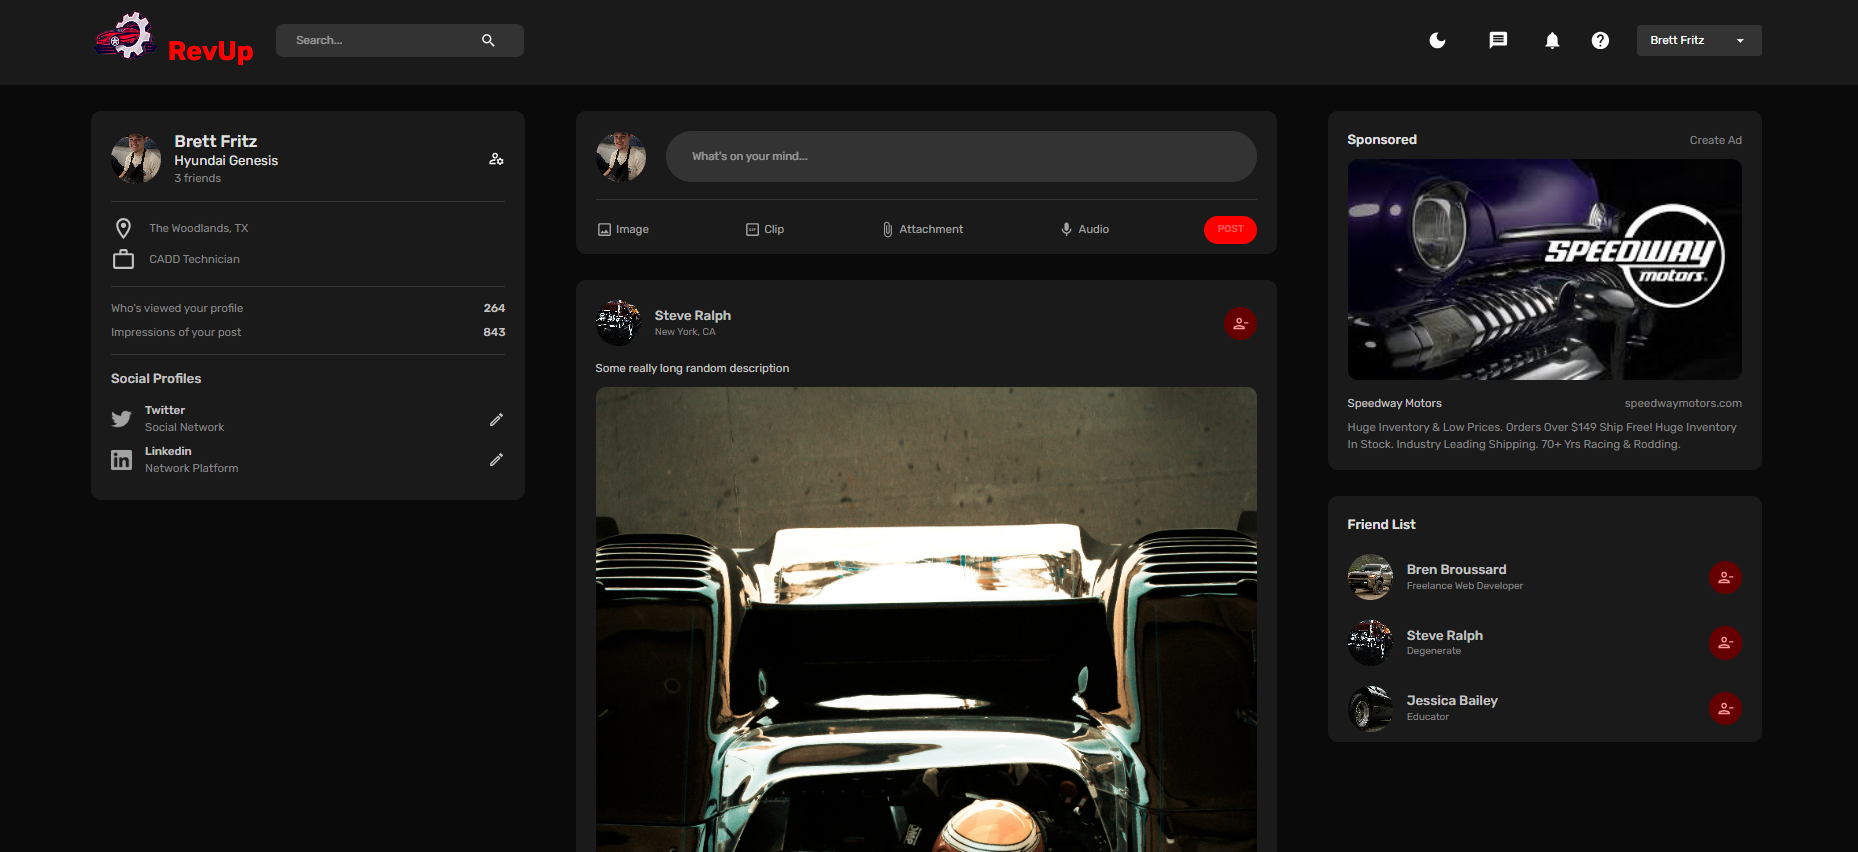 RevUp
Search...
Brett Fritz
Brett Fritz
Hyundai Genesis
3 friends
The Woodlands, TX
CADD Technician
Who's viewed your profile 264
Impressions of your post 843
Social Profiles
Twitter
Social Network
Linkedin
Network Platform
What's on your mind...
Image
GIF
Clip
Attachment
Audio
POST
Steve Ralph
New York, CA
Some really long random description
Sponsored
Create Ad
SPEEDWAY
motors
Speedway Motors
speedwaymotors.com
Huge Inventory & Low Prices. Orders Over $149 Ship Free! Huge Inventory
In Stock. Industry Leading Shipping. 70+ Yrs Racing & Rodding.
Friend List
Bren Broussard
Freelance Web Developer
Steve Ralph
Degenerate
Jessica Bailey
Educator